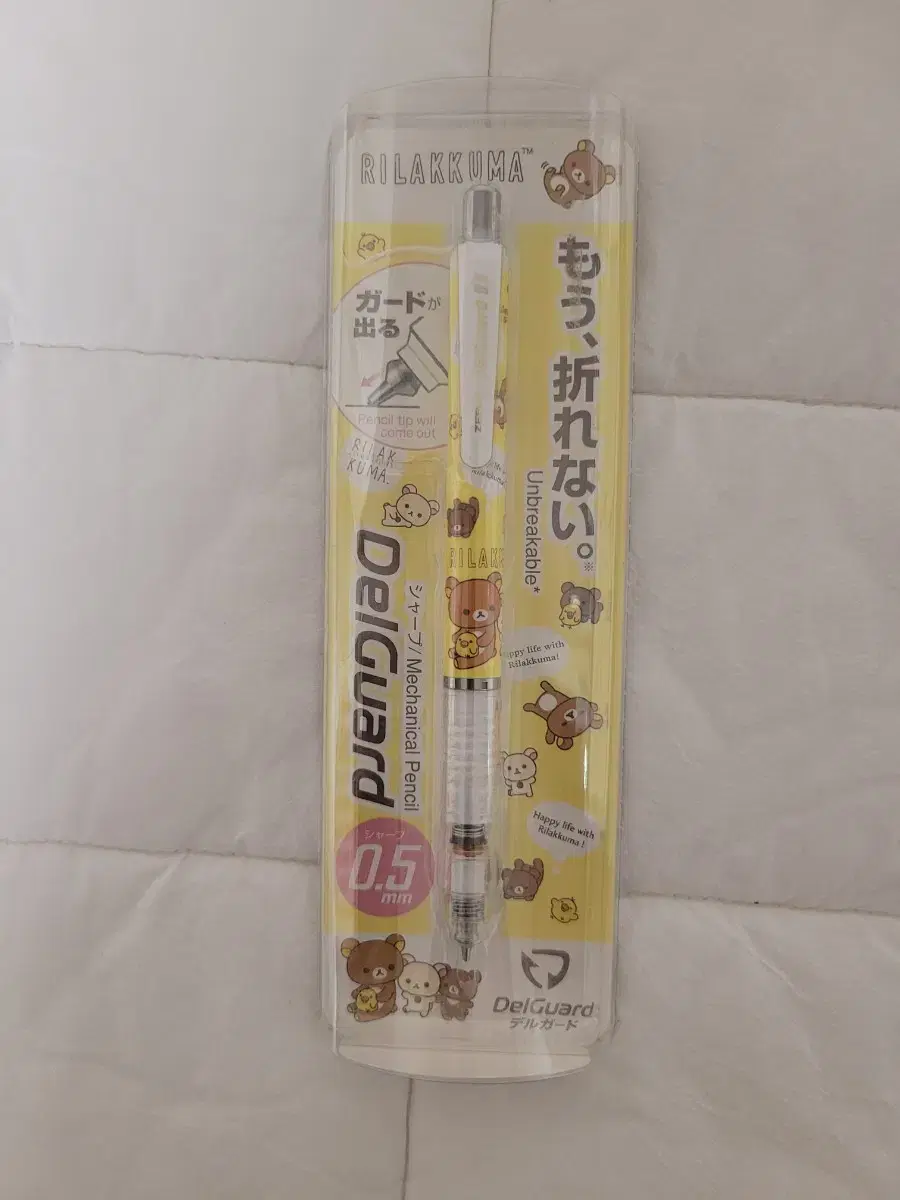 RILAKKUMA™
もう、折れない。※
Unbreakable*
ガードが
出る
Pencil tip will
come out
RILAK
KUMA.
RILAKK
シャープ/Mechanical Pencil
DelGuard
シャープ
0.5
mm
appy life with
Rilakkuma!
Happy life with
Rilakkuma!
DelGuard
デルガード